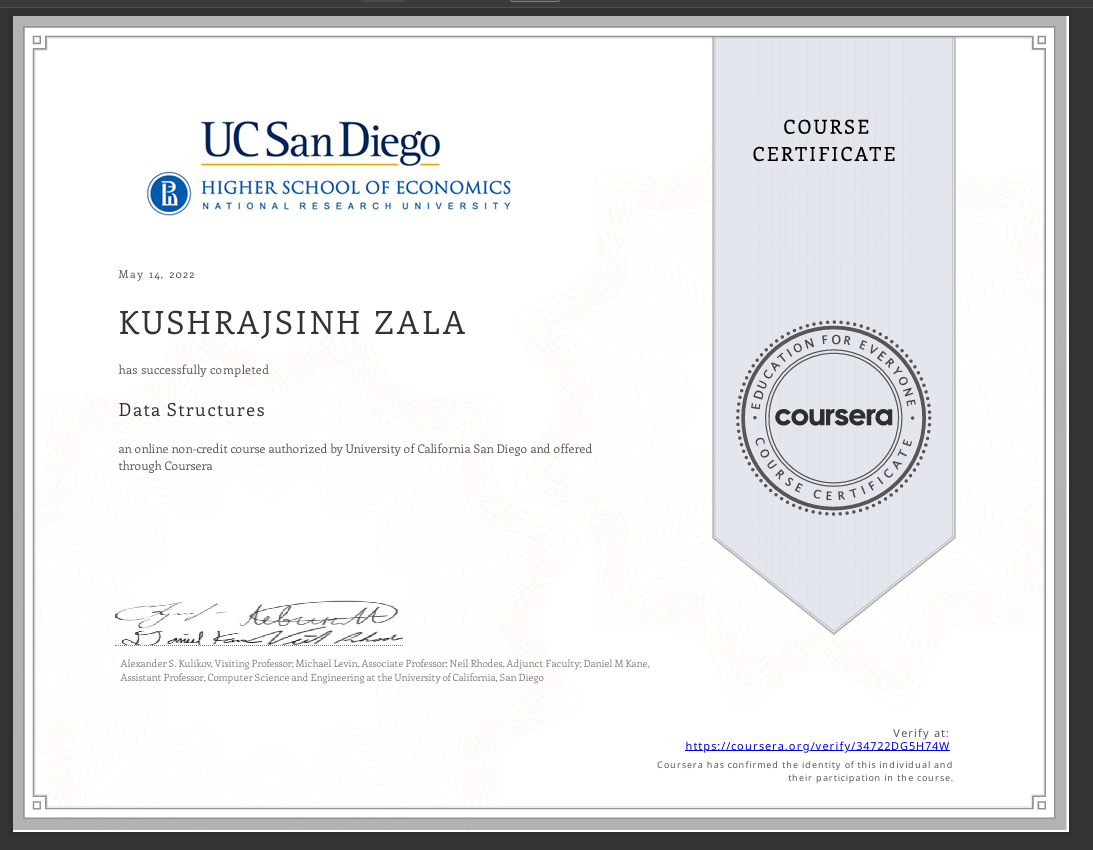 UC San Diego
HIGHER SCHOOL OF ECONOMICS
NATIONAL RESEARCH UNIVERSITY
May 14, 2022
KUSHRAJSINH ZALA
has successfully completed
Data Structures
an online non-credit course authorized by University of California San Diego and offered
through Coursera
Alexander S. Kulikov, Visiting Professor; Michael Levin, Associate Professor; Neil Rhodes, Adjunct Faculty; Daniel M Kane,
Assistant Professor, Computer Science and Engineering at the University of California, San Diego
COURSE
CERTIFICATE
EDUCATION FOR EVERYONE
coursera
COURSE CERTIFICATE
Verify at:
https://coursera.org/verify/34722DG5H74W
Coursera has confirmed the identity of this individual and
their participation in the course.